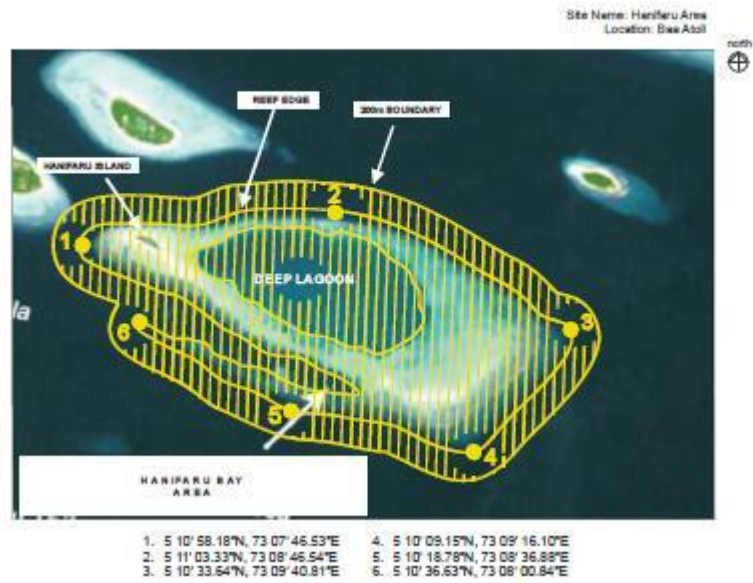 Site Name: Hanifaru Area
Location: Baa Atoll
north
REEF EDGE
200m BOUNDARY
HANIFARU ISLAND
2
1
DEEP LAGOON
la
6
3
5
4
HANIFARU BAY
AREA
1. 5 10' 58.18"N, 73 07' 46.53"E
2. 5 11' 03.33"N, 73 08' 46.54"E
3. 5 10' 33.64"N, 73 09' 40.81"E
4. 5 10' 09.15"N, 73 09' 16.10"E
5. 5 10' 18.78"N, 73 08' 36.88"E
6. 5 10' 36.63"N, 73 08' 00.84"E